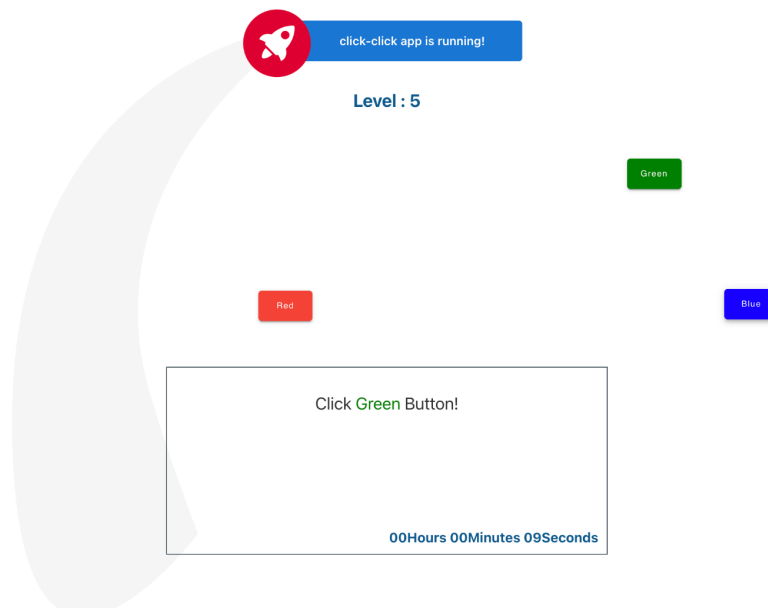 click-click app is running!
Level : 5
Green
Red
Blue
Click Green Button!
00Hours 00Minutes 09Seconds